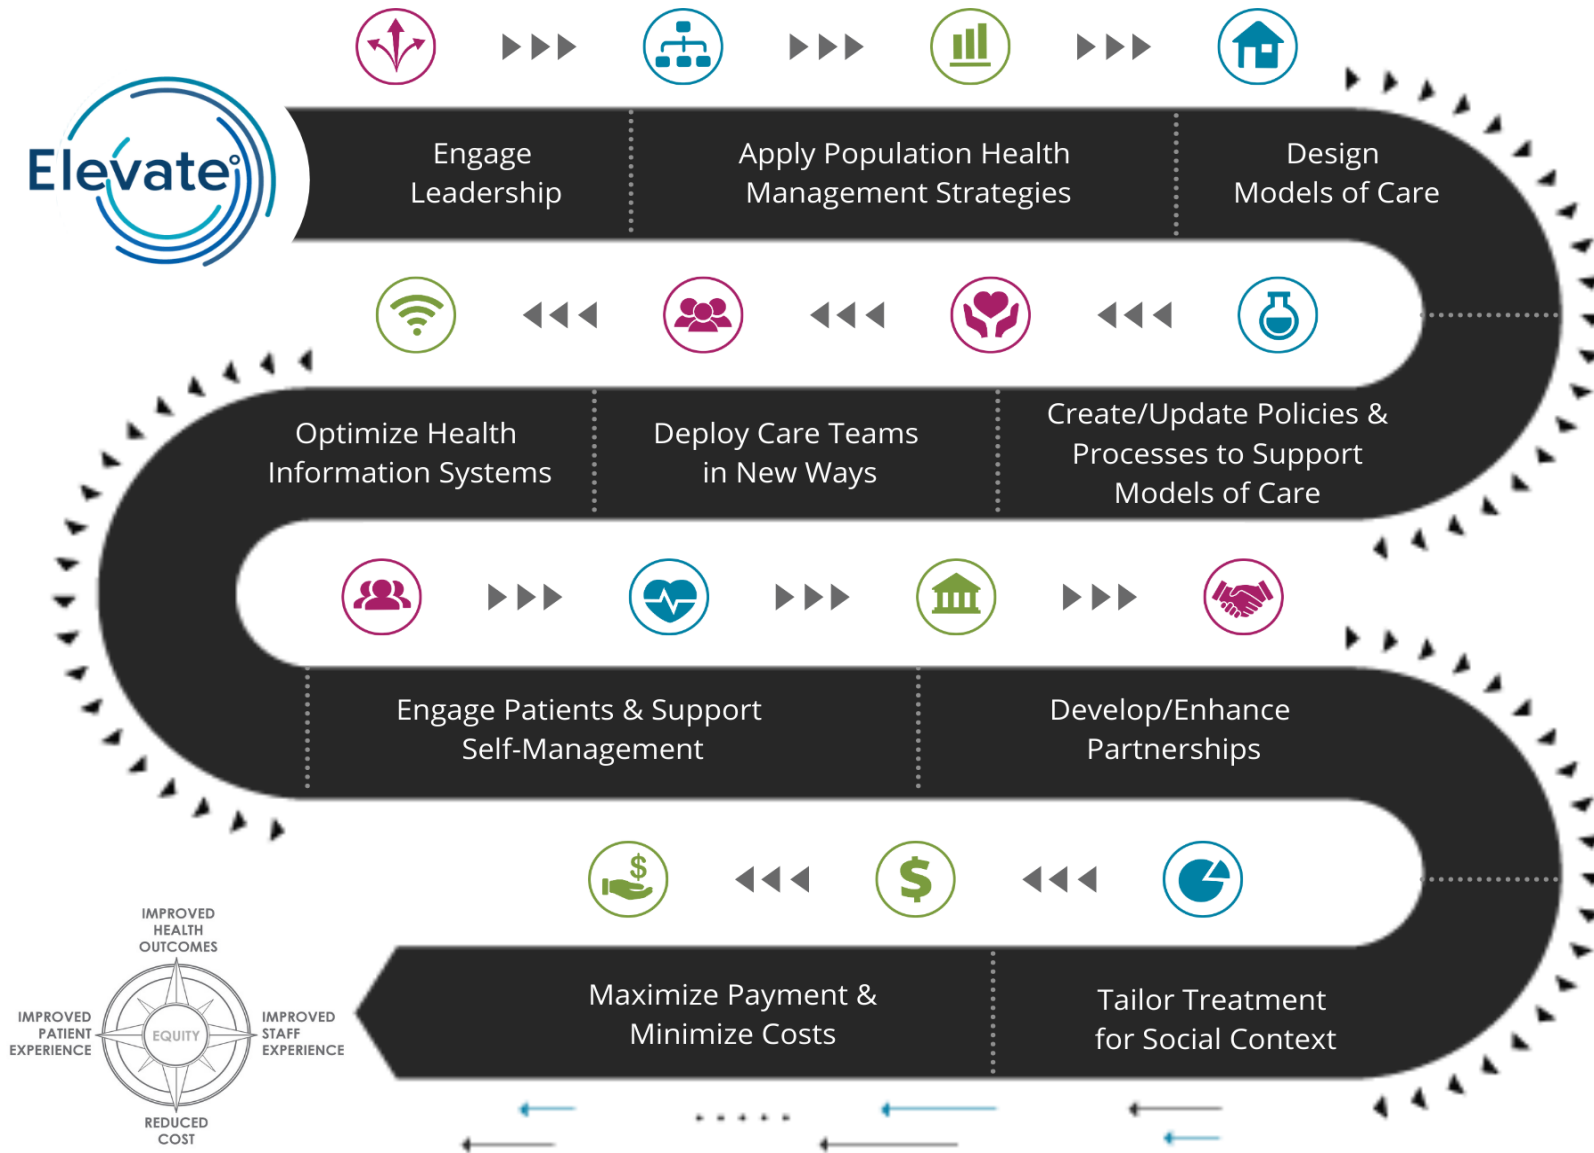 Elevate
Engage
Leadership
Apply Population Health
Management Strategies
Design
Models of Care
Optimize Health
Information Systems
Deploy Care Teams
in New Ways
Create/Update Policies &
Processes to Support
Models of Care
Engage Patients & Support
Self-Management
Develop/Enhance
Partnerships
$
$
Maximize Payment &
Minimize Costs
Tailor Treatment
for Social Context
IMPROVED
HEALTH
OUTCOMES
IMPROVED
PATIENT
EXPERIENCE
EQUITY
IMPROVED
STAFF
EXPERIENCE
REDUCED
COST